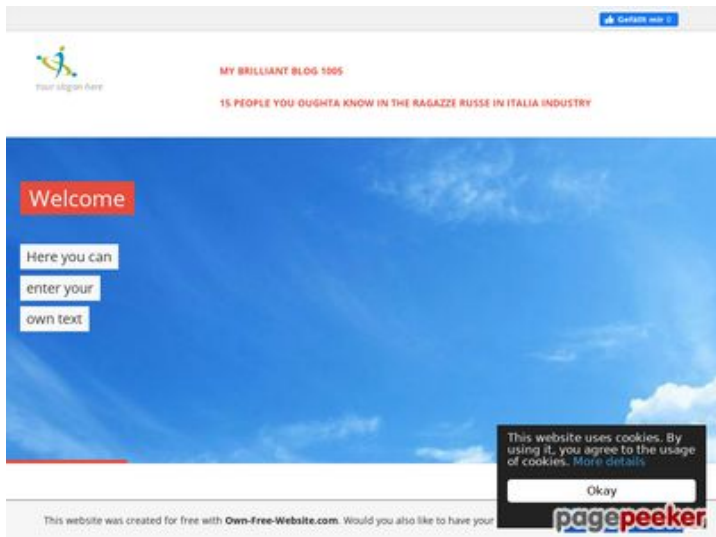 Gefällt mir 0
Your slogan here
MY BRILLIANT BLOG 1005
15 PEOPLE YOU OUGHTA KNOW IN THE RAGAZZE RUSSE IN ITALIA INDUSTRY
Welcome
Here you can
enter your
own text
This website uses cookies. By
using it, you agree to the usage
of cookies. More details
Okay
This website was created for free with Own-Free-Website.com. Would you also like to have your
pagepeeker